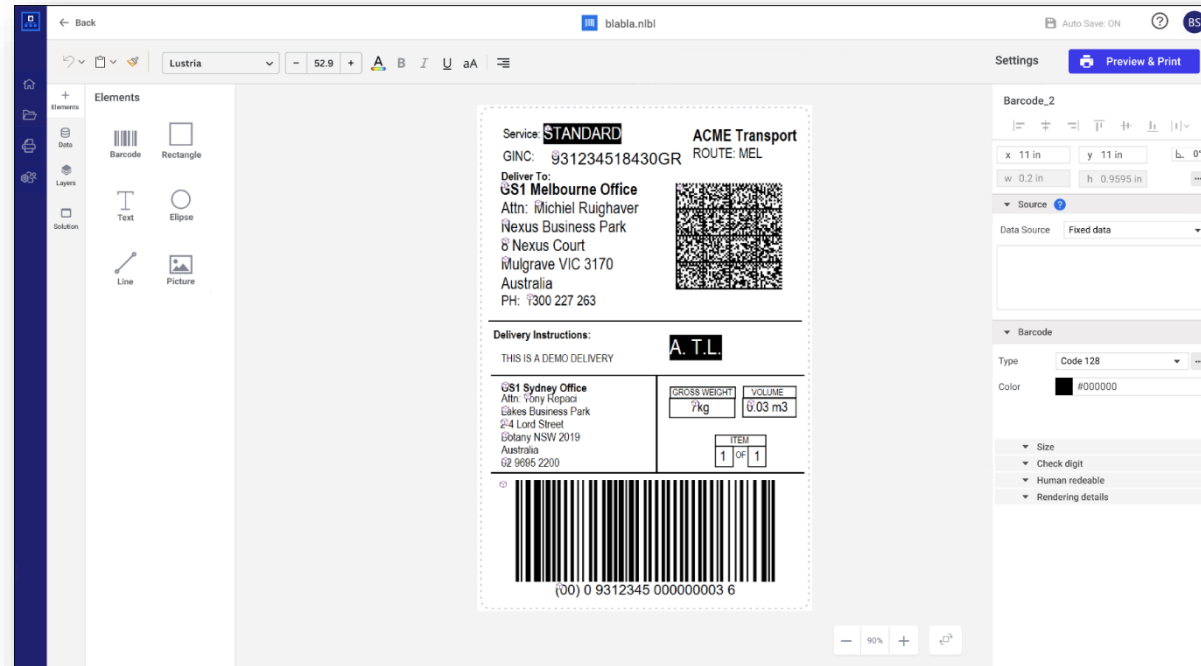 Back
blabla.nlbl
Auto Save: ON
?
BS
Lustria
- 52.9 +
A B I U aA
Settings
Preview & Print
Elements
Data
Layers
Solution
Elements
Barcode
Rectangle
Text
Elipse
Line
Picture
Service: STANDARD
ACME Transport
GINC: 931234518430GR
ROUTE: MEL
Deliver To:
GS1 Melbourne Office
Attn: Michiel Ruighaver
Nexus Business Park
8 Nexus Court
Mulgrave VIC 3170
Australia
PH: 1300 227 263
Delivery Instructions:
THIS IS A DEMO DELIVERY
A. T.L.
GS1 Sydney Office
Attn: Tony Repaci
Lakes Business Park
2-4 Lord Street
Botany NSW 2019
Australia
02 9695 2200
GROSS WEIGHT
7kg
VOLUME
0.03 m3
ITEM
1 OF 1
(00) 0 9312345 000000003 6
90%
Barcode_2
x 11 in
y 11 in
0°
w 0.2 in
h 0.9595 in
Source ?
Data Source Fixed data
Barcode
Type Code 128
Color #000000
Size
Check digit
Human redeable
Rendering details